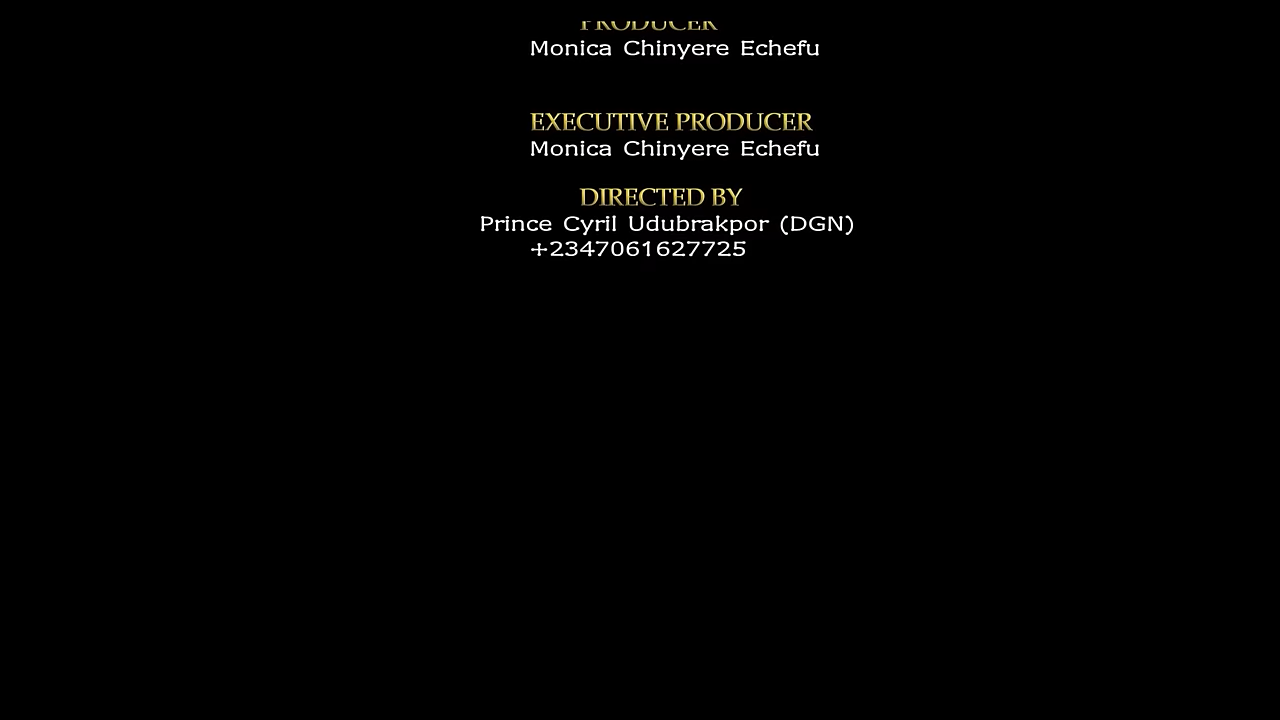 PRODUCER
Monica Chinyere Echefu
EXECUTIVE PRODUCER
Monica Chinyere Echefu
DIRECTED BY
Prince Cyril Udubrakpor (DGN)
+2347061627725